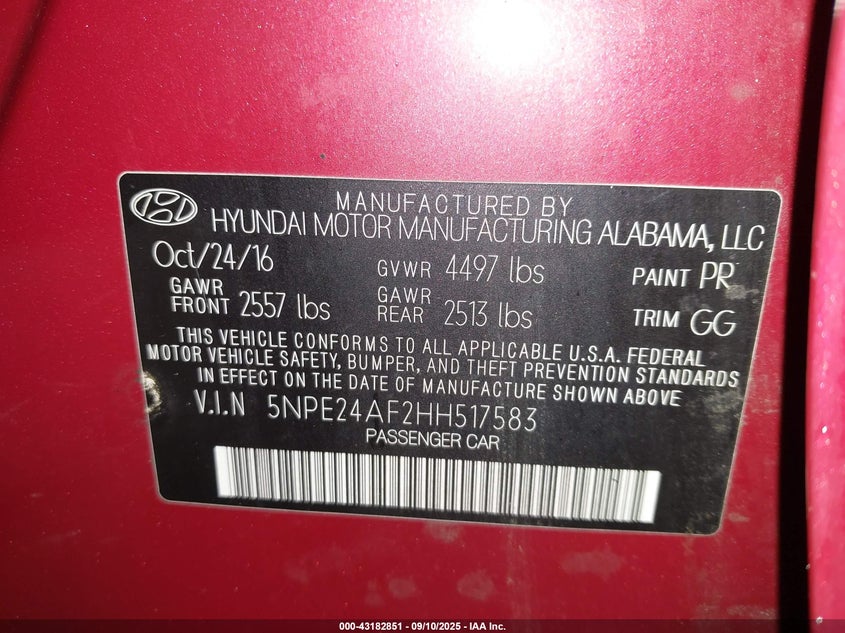 MANUFACTURED BY
HYUNDAI MOTOR MANUFACTURING ALABAMA, LLC
Oct/24/16 GVWR 4497 lbs PAINT PR
GAWR FRONT 2557 lbs GAWR REAR 2513 lbs TRIM GG
THIS VEHICLE CONFORMS TO ALL APPLICABLE U.S.A. FEDERAL
MOTOR VEHICLE SAFETY, BUMPER, AND THEFT PREVENTION STANDARDS
IN EFFECT ON THE DATE OF MANUFACTURE SHOWN ABOVE
V.I.N 5NPE24AF2HH517583
PASSENGER CAR
000-43182851 - 09/10/2025 - IAA Inc.